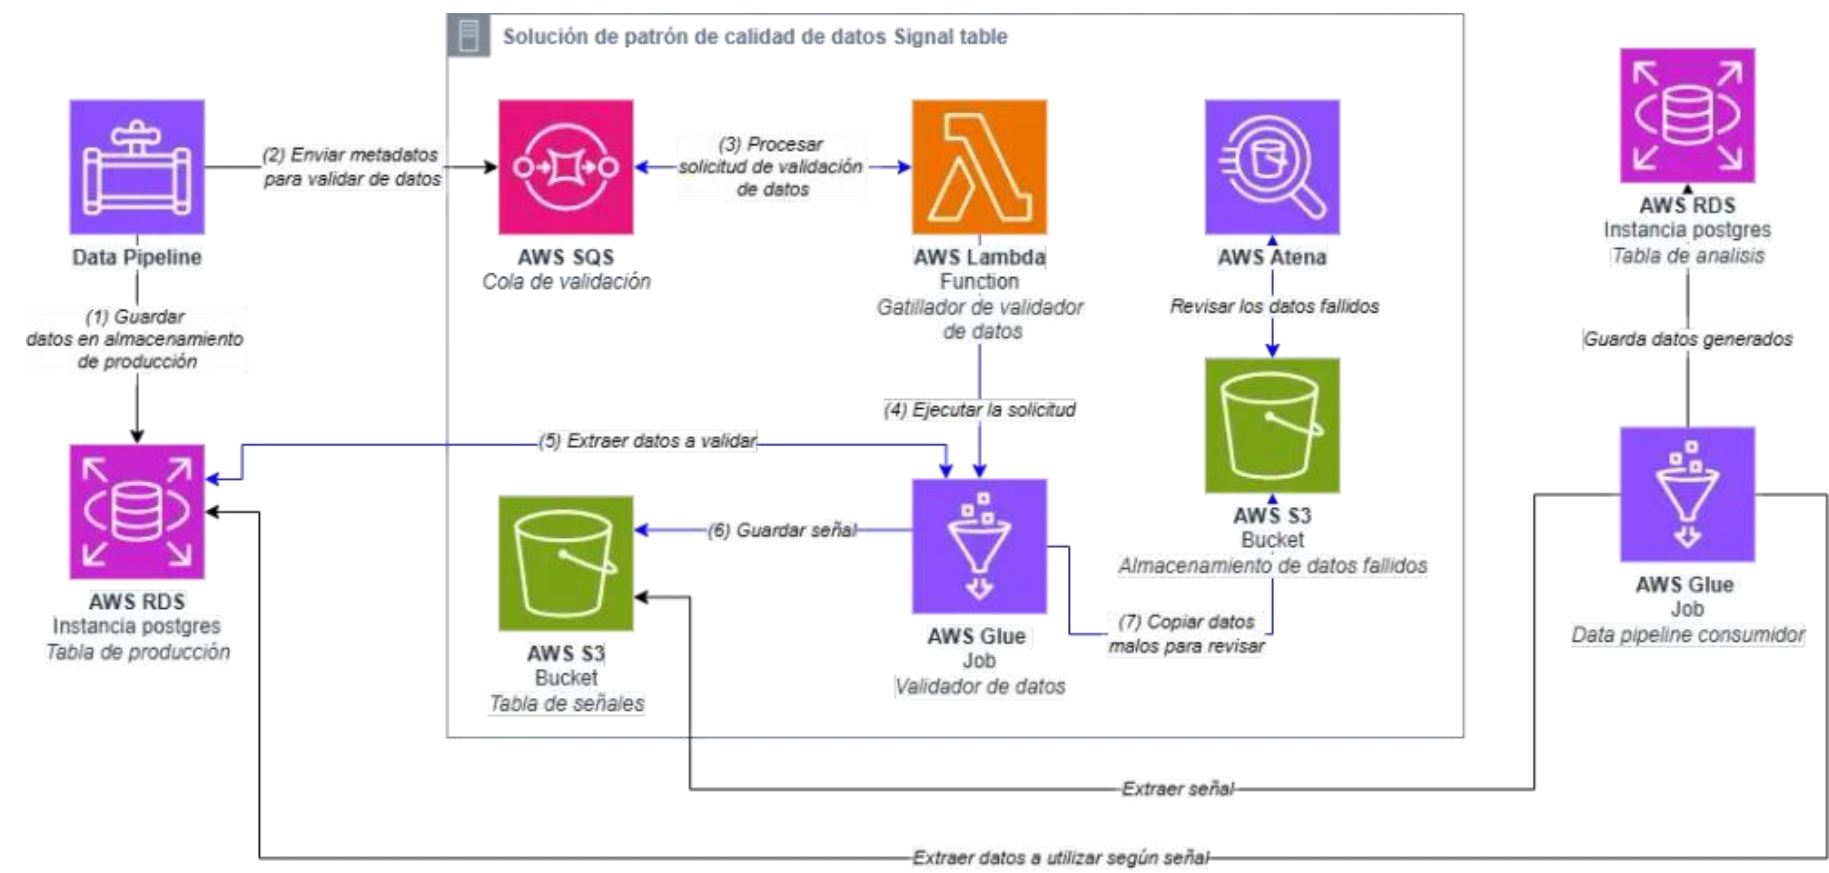 Solución de patrón de calidad de datos Signal table
Data Pipeline
(1) Guardar
datos en almacenamiento
de producción
(2) Enviar metadatos
para validar de datos
AWS SQS
Cola de validación
(3) Procesar
solicitud de validación
de datos
AWS Lambda
Function
Gatillador de validador
de datos
AWS Atena
Revisar los datos fallidos
AWS RDS
Instancia postgres
Tabla de analisis
Guarda datos generados
(4) Ejecutar la solicitud
(5) Extraer datos a validar
AWS RDS
Instancia postgres
Tabla de producción
(6) Guardar señal
AWS S3
Bucket
Tabla de señales
AWS Glue
Job
Validador de datos
AWS S3
Bucket
Almacenamiento de datos fallidos
(7) Copiar datos
malos para revisar
AWS Glue
Job
Data pipeline consumidor
Extraer señal
Extraer datos a utilizar según señal